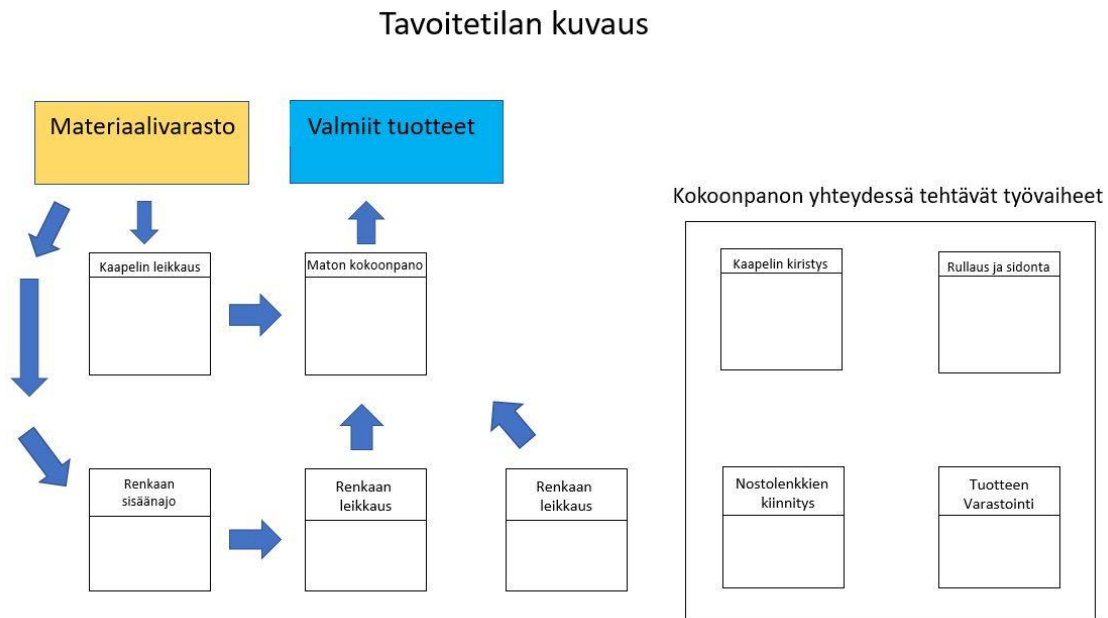 Tavoitetilan kuvaus
Materiaalivarasto
Valmiit tuotteet
Kaapelin leikkaus
Maton kokoonpano
Renkaan
sisäänajo
Renkaan
leikkaus
Renkaan
leikkaus
Kokoonpanon yhteydessä tehtävät työvaiheet
Kaapelin kiristys
Rullaus ja sidonta
Nostolenkkien
kiinnitys
Tuotteen
Varastointi